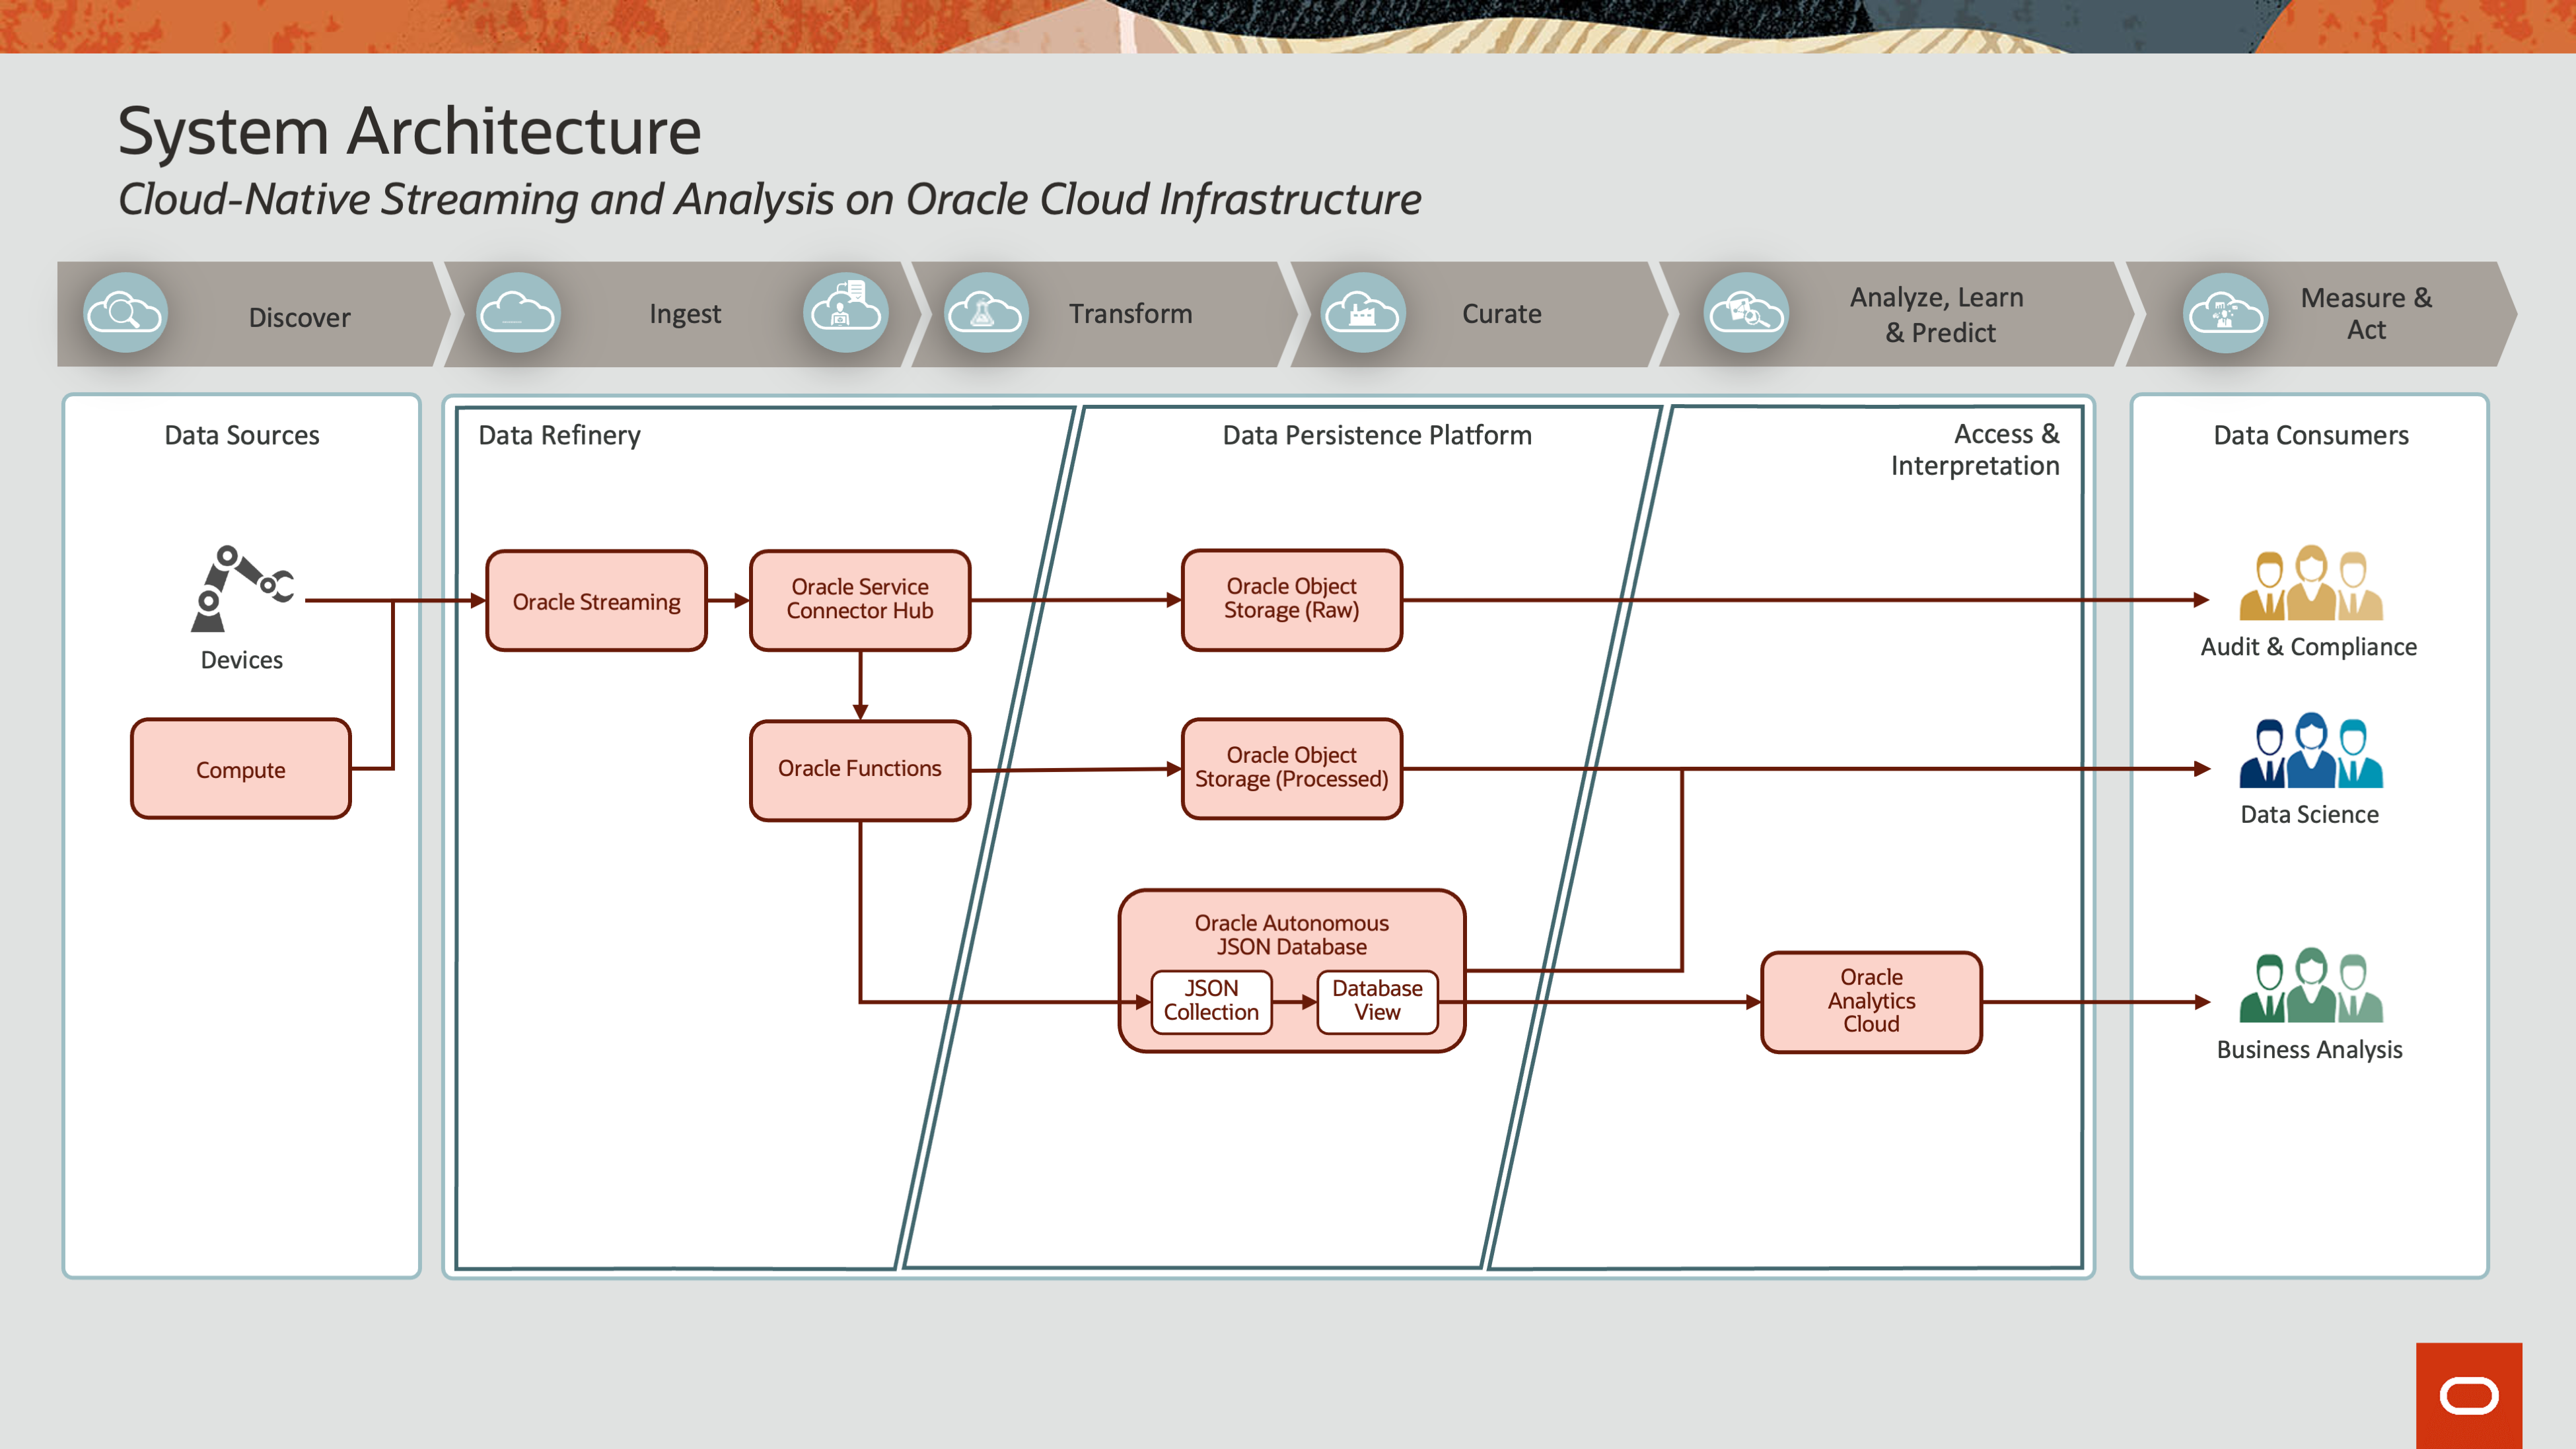 System Architecture
Cloud-Native Streaming and Analysis on Oracle Cloud Infrastructure
Discover
Ingest
Transform
Curate
Analyze, Learn
& Predict
Measure &
Act
Data Sources
Devices
Compute
Data Refinery
Oracle Streaming
Oracle Service
Connector Hub
Oracle Functions
Data Persistence Platform
Oracle Object
Storage (Raw)
Oracle Object
Storage (Processed)
Oracle Autonomous
JSON Database
JSON
Collection
Database
View
Access &
Interpretation
Oracle
Analytics
Cloud
Data Consumers
Audit & Compliance
Data Science
Business Analysis